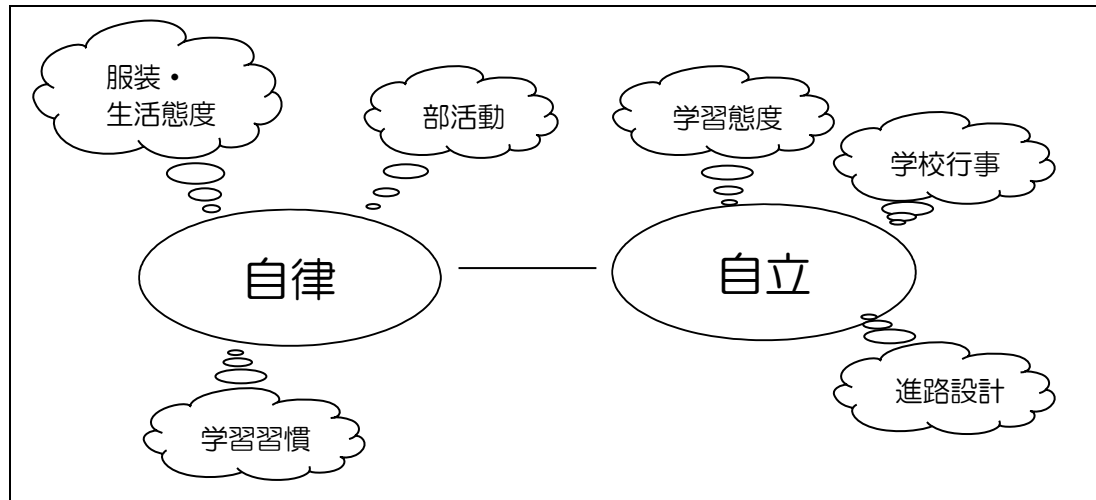 服装・
生活態度
部活動
学習態度
学校行事
自律
自立
進路設計
学習習慣